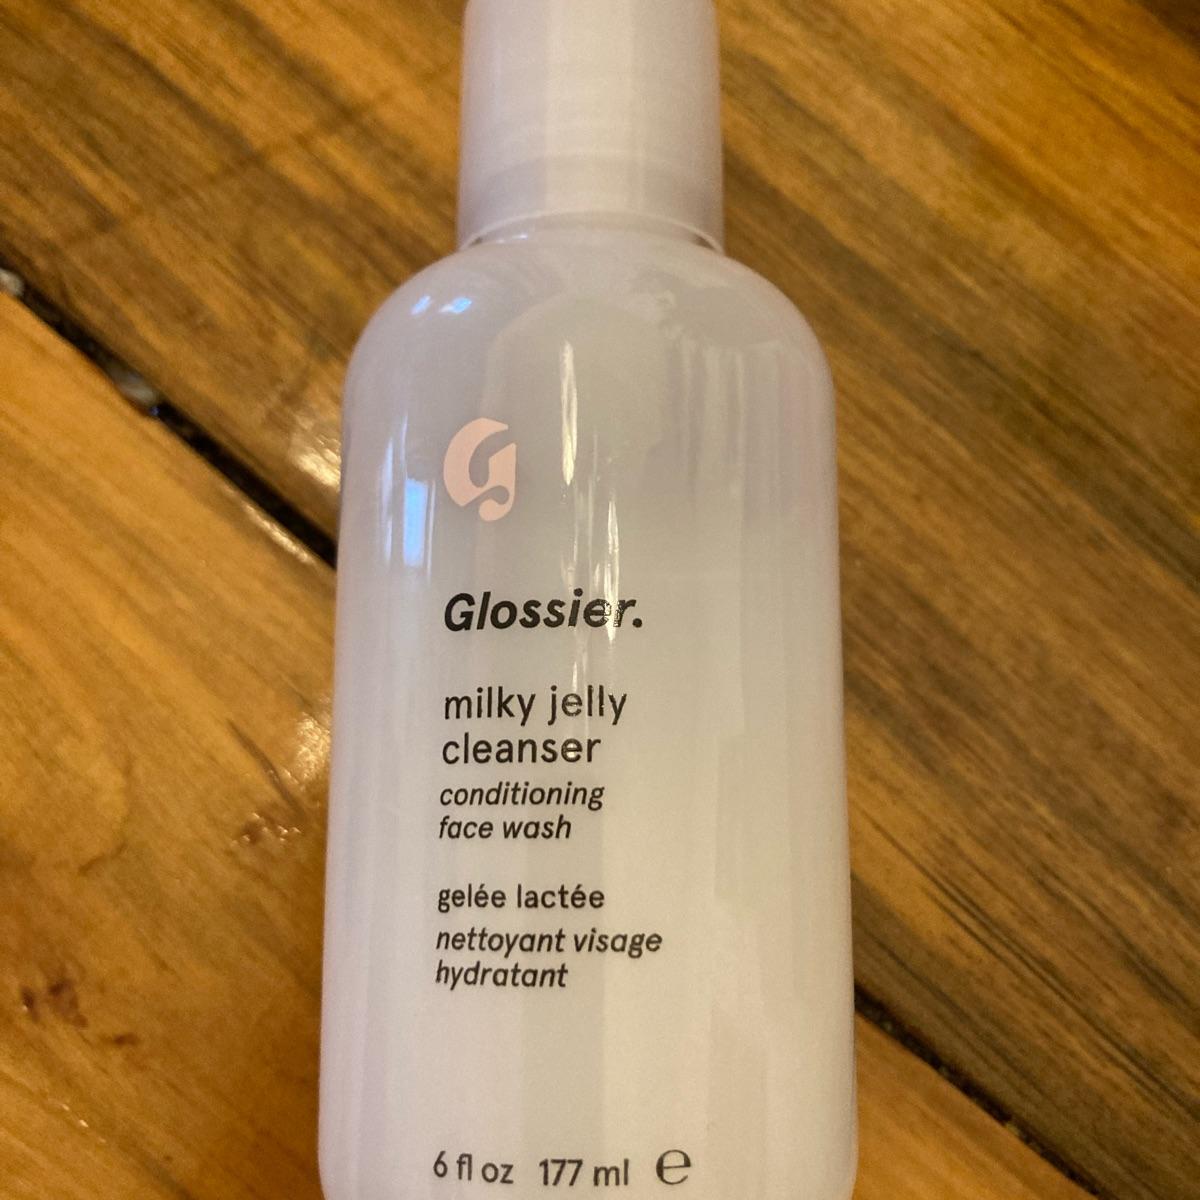 G
Glossier.
milky jelly
cleanser
conditioning
face wash
gelée lactée
nettoyant visage
hydratant
6 fl oz 177 ml ℮